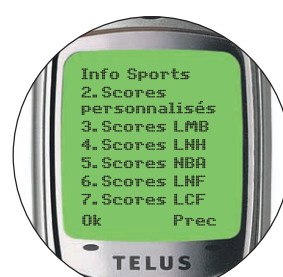 Info Sports
2.Scores
personnalisés
3.Scores LMB
4.Scores LNH
5.Scores NBA
6.Scores LNF
7.Scores LCF
Ok Prec
TELUS